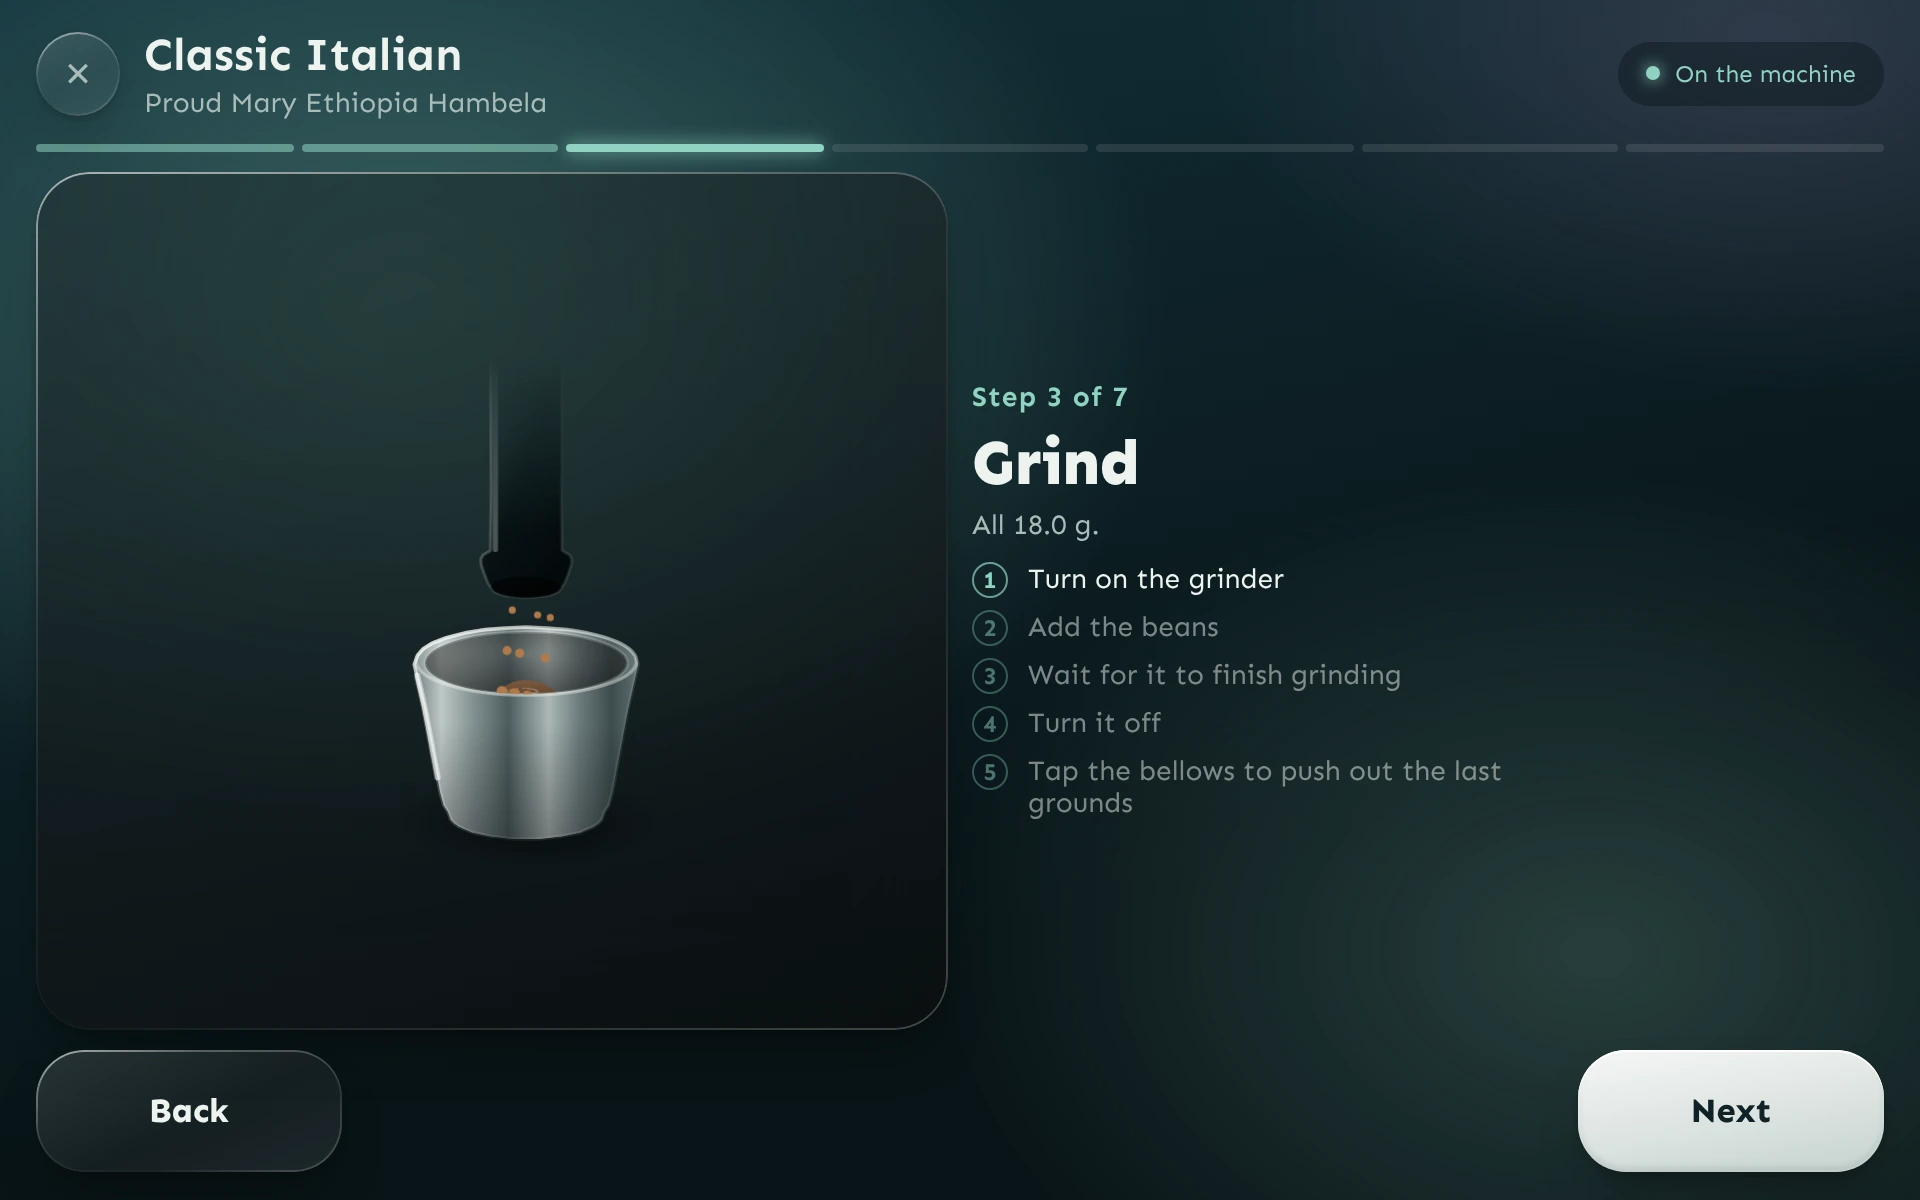 Classic Italian
Proud Mary Ethiopia Hambela
On the machine
Step 3 of 7
Grind
All 18.0 g.
1 Turn on the grinder
2 Add the beans
3 Wait for it to finish grinding
4 Turn it off
5 Tap the bellows to push out the last
grounds
Back
Next